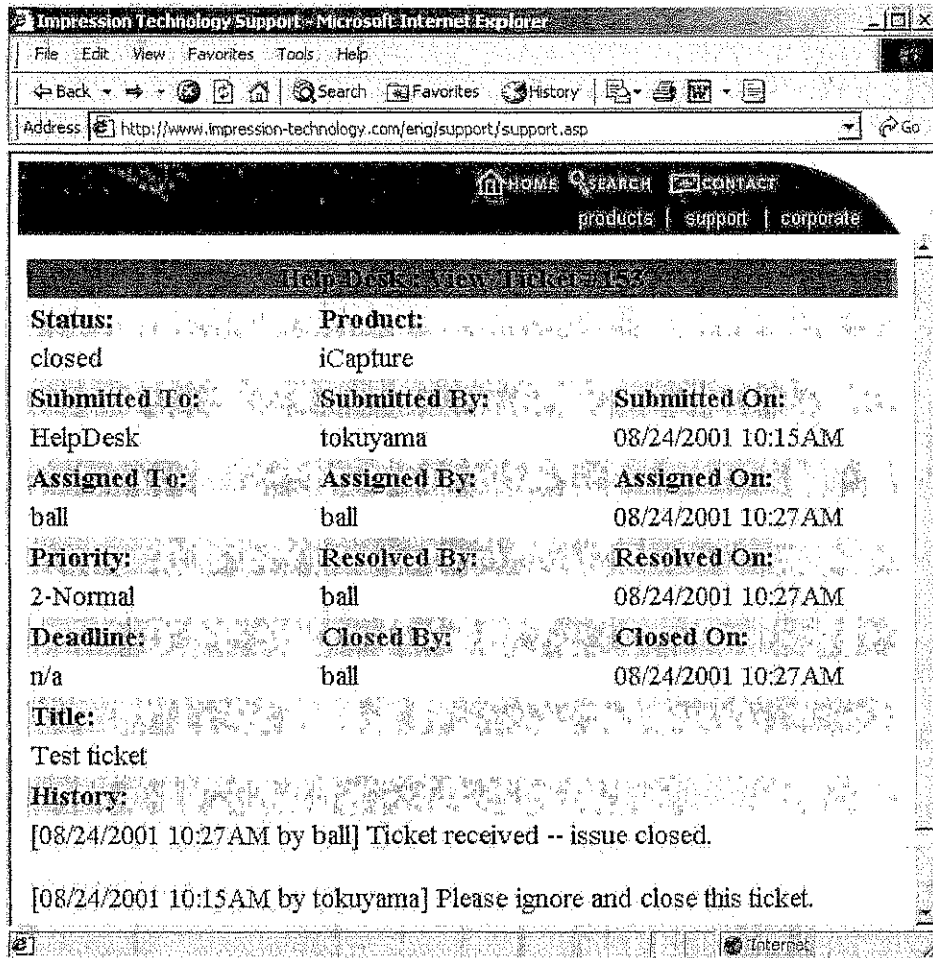 Impression Technology Support - Microsoft Internet Explorer
File Edit View Favorites Tools Help
Back Search Favorites History
Address http://www.impression-technology.com/erig/support/support.asp Go
HOME SEARCH CONTACT
products | support | corporate
Help Desk : View Ticket #153
Status: Product:
closed iCapture
Submitted To: Submitted By: Submitted On:
HelpDesk tokuyama 08/24/2001 10:15AM
Assigned To: Assigned By: Assigned On:
ball ball 08/24/2001 10:27AM
Priority: Resolved By: Resolved On:
2-Normal ball 08/24/2001 10:27AM
Deadline: Closed By: Closed On:
n/a ball 08/24/2001 10:27AM
Title:
Test ticket
History:
[08/24/2001 10:27AM by ball] Ticket received -- issue closed.
[08/24/2001 10:15AM by tokuyama] Please ignore and close this ticket.
Internet